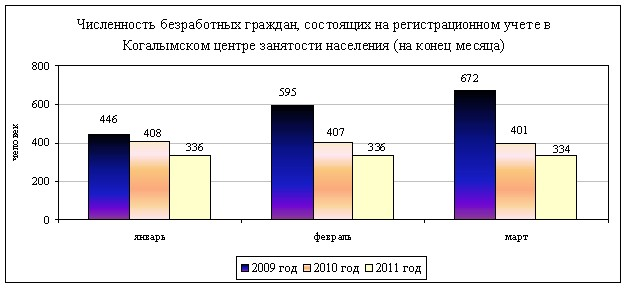 Численность безработных граждан, состоящих на регистрационном учете в
Когалымском центре занятости населения (на конец месяца)
человек
800
600
400
200
0
446
408
336
595
407
336
672
401
334
январь
февраль
март
2009 год
2010 год
2011 год